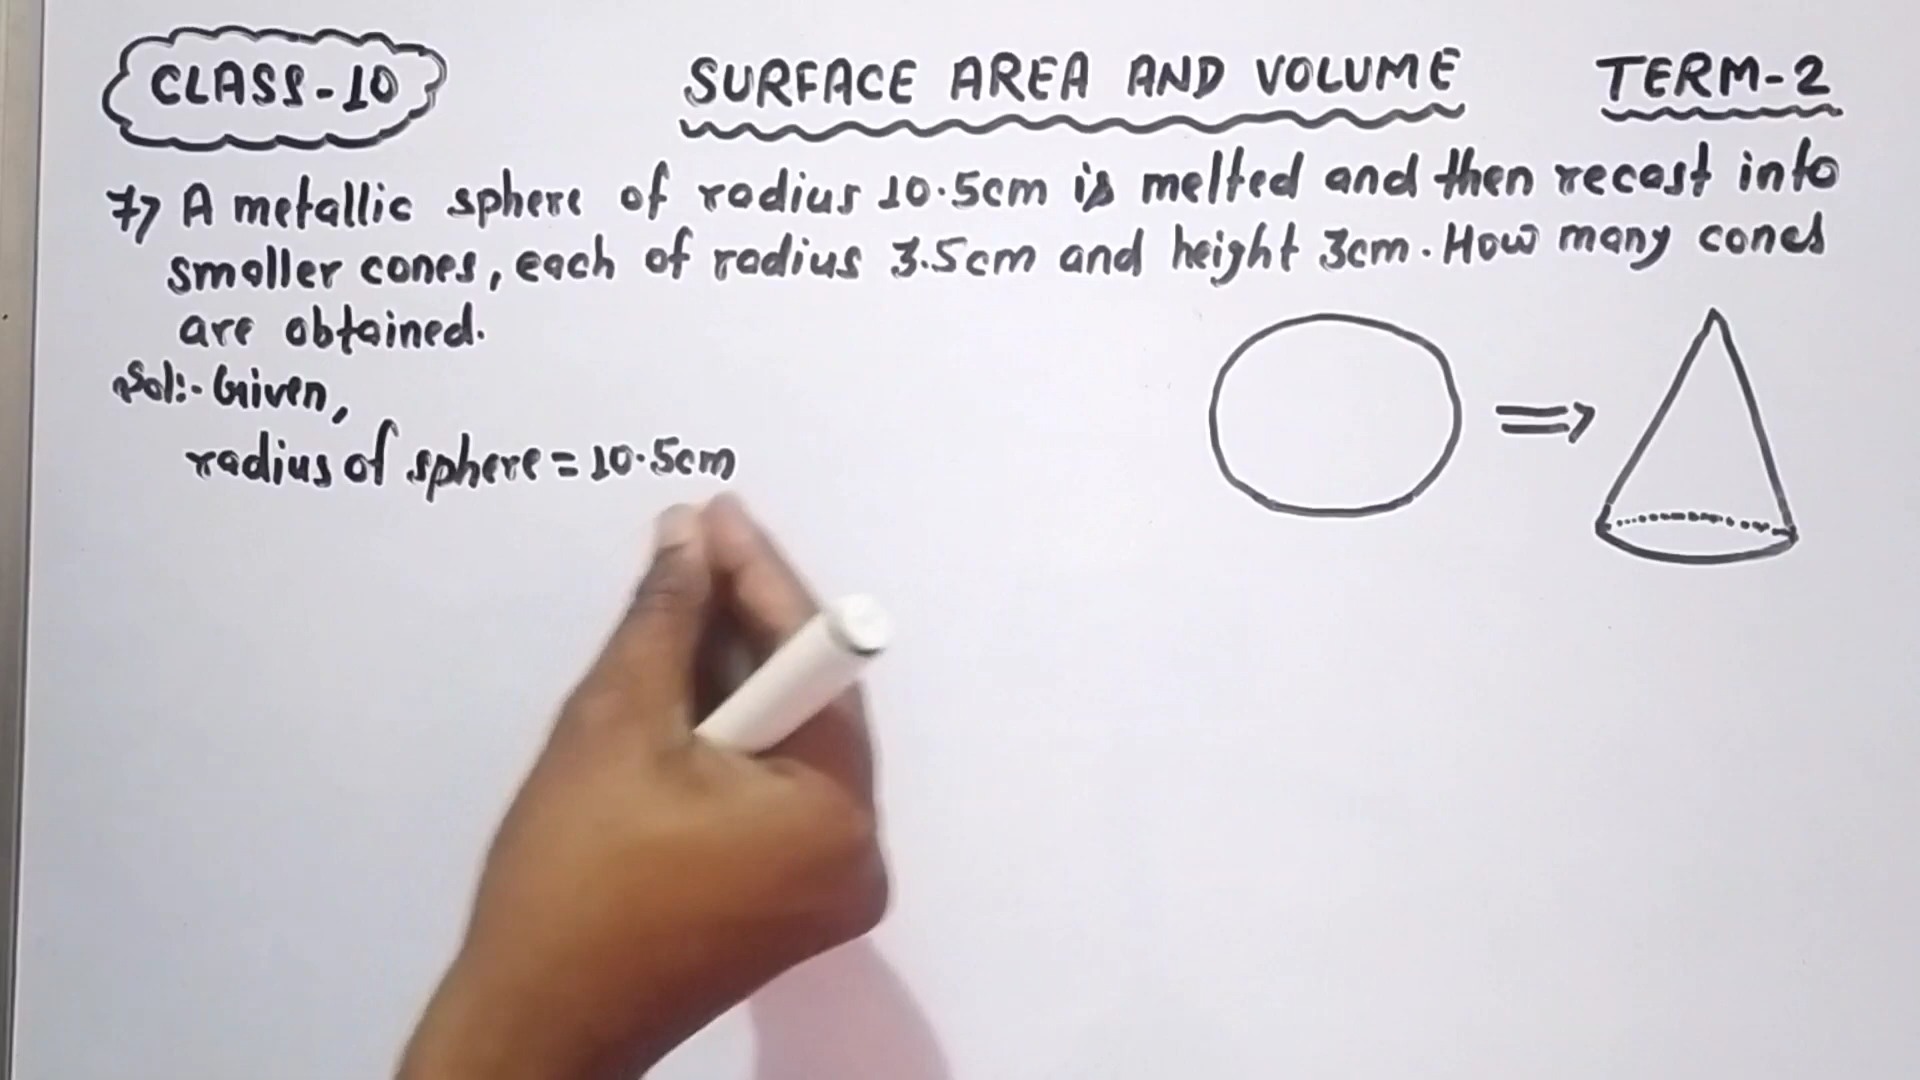 CLASS-10
SURFACE AREA AND VOLUME
TERM-2
7) A metallic sphere of radius 10.5cm is melted and then recast into
smaller cones, each of radius 3.5cm and height 3cm. How many cones
are obtained.
Sol:- Given,
radius of sphere = 10.5cm